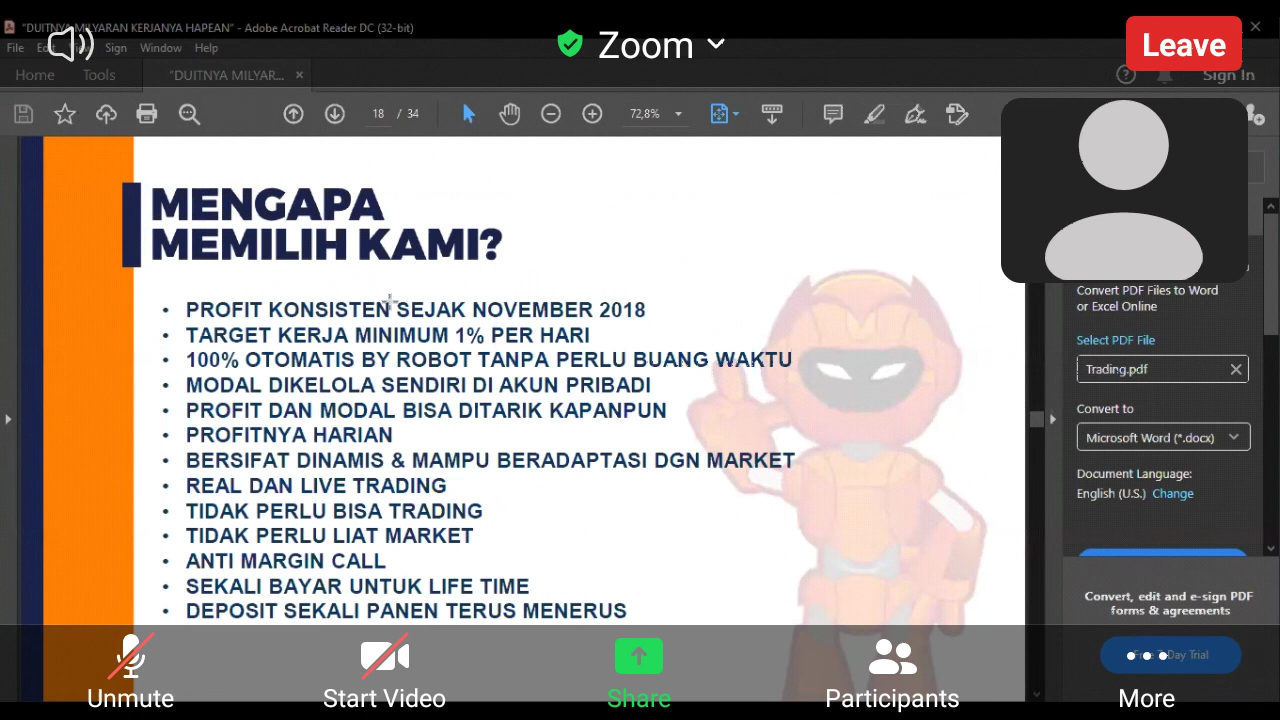 "DUITNYA MILYARAN KERJANYA HAPEAN" - Adobe Acrobat Reader DC (32-bit)
Zoom
Leave
File Sign Window Help
Home Tools "DUITNYA MILYAR... Sign In
18 / 34 72,8%
MENGAPA
MEMILIH KAMI?
• PROFIT KONSISTEN SEJAK NOVEMBER 2018
• TARGET KERJA MINIMUM 1% PER HARI
• 100% OTOMATIS BY ROBOT TANPA PERLU BUANG WAKTU
• MODAL DIKELOLA SENDIRI DI AKUN PRIBADI
• PROFIT DAN MODAL BISA DITARIK KAPANPUN
• PROFITNYA HARIAN
• BERSIFAT DINAMIS & MAMPU BERADAPTASI DGN MARKET
• REAL DAN LIVE TRADING
• TIDAK PERLU BISA TRADING
• TIDAK PERLU LIAT MARKET
• ANTI MARGIN CALL
• SEKALI BAYAR UNTUK LIFE TIME
• DEPOSIT SEKALI PANEN TERUS MENERUS
Convert PDF Files to Word
or Excel Online
Select PDF File
Trading.pdf
Convert to
Microsoft Word (*.docx)
Document Language:
English (U.S.) Change
Convert, edit and e-sign PDF
forms & agreements
Day Trial
Unmute
Start Video
Share
Participants
More